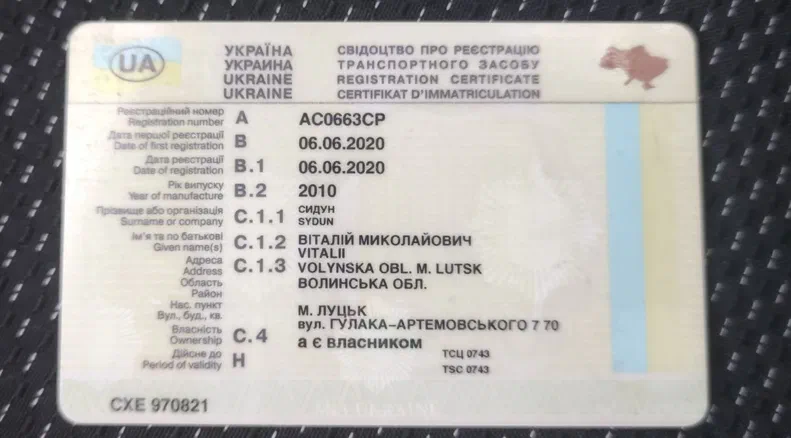 UA
УКРАЇНА
УКРАИНА
UKRAINE
UKRAINE
СВІДОЦТВО ПРО РЕЄСТРАЦІЮ
ТРАНСПОРТНОГО ЗАСОБУ
REGISTRATION CERTIFICATE
CERTIFIKAT D'IMMATRICULATION
Реєстраційний номер
Registration number A AC0663CP
Дата першої реєстрації
Date of first registration B 06.06.2020
Дата реєстрації
Date of registration B.1 06.06.2020
Рік випуску
Year of manufacture B.2 2010
Прізвище або організація
Surname or company C.1.1 СИДУН
SYDUN
Ім'я та по батькові
Given name(s) C.1.2 ВІТАЛІЙ МИКОЛАЙОВИЧ
VITALII
Адреса
Address C.1.3 VOLYNSKA OBL. M. LUTSK
Область ВОЛИНСЬКА ОБЛ.
Район
Нас. пункт М. ЛУЦЬК
Вул., буд., кв. вул. ГУЛАКА-АРТЕМОВСЬКОГО 7 70
Власність
Ownership C.4 а є власником
Дійсне до
Period of validity H
ТСЦ 0743
TSC 0743
CXE 970821